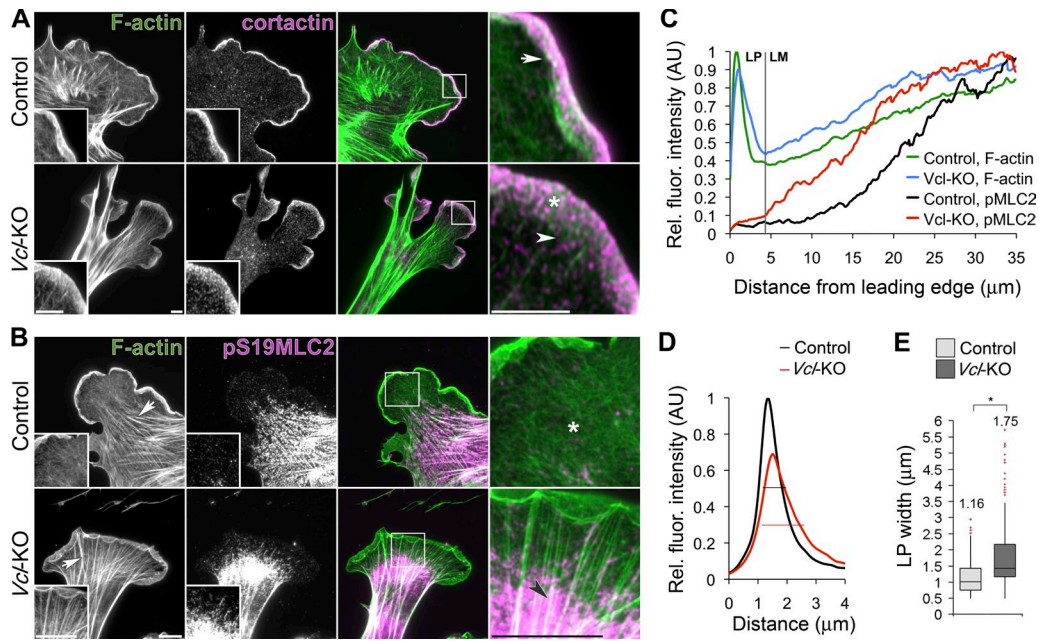 A
F-actin
cortactin
Control
Vcl-KO
B
F-actin
pS19MLC2
Control
Vcl-KO
C
Rel. fluor. intensity (AU)
1
0.9
0.8
0.7
0.6
0.5
0.4
0.3
0.2
0.1
0
LP
LM
Control, F-actin
Vcl-KO, F-actin
Control, pMLC2
Vcl-KO, pMLC2
0 5 10 15 20 25 30 35
Distance from leading edge (μm)
D
Control
Vcl-KO
Rel. fluor. intensity (AU)
1
0.8
0.6
0.4
0.2
0
0 1 2 3 4
Distance (μm)
E
Control
Vcl-KO
*
1.75
1.16
LP width (μm)
6
5.5
5
4.5
4
3.5
3
2.5
2
1.5
1
0.5